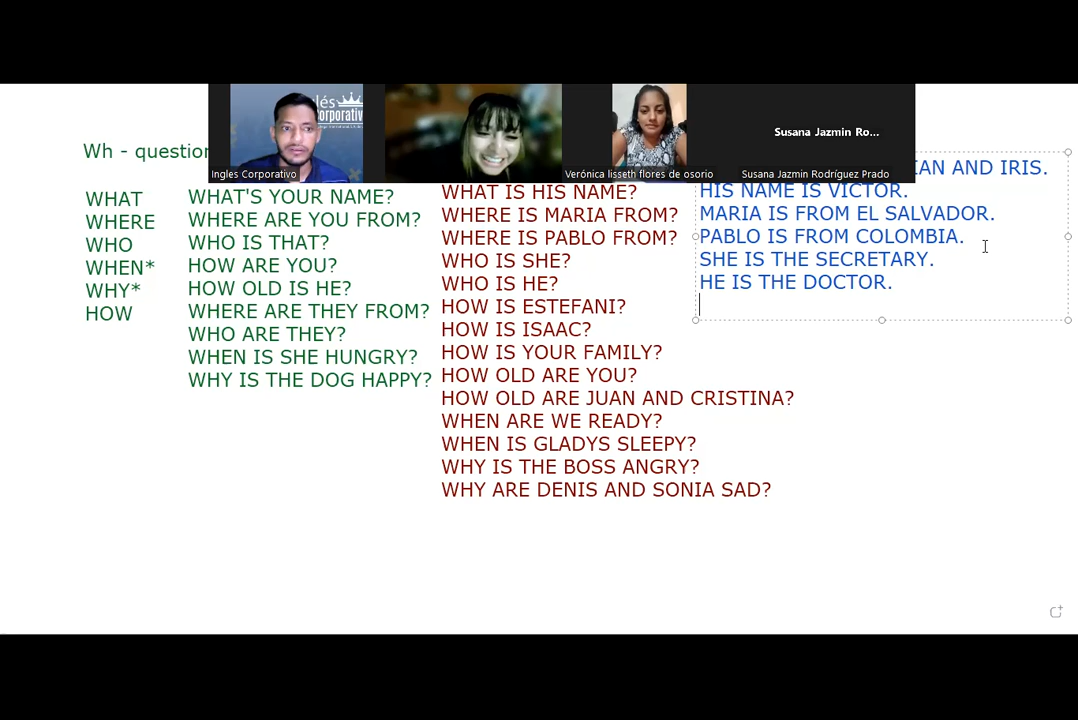 lés
Corporativ
Ingles Corporativo
Verónica lisseth flores de osorio
Susana Jazmin Ro...
Susana Jazmin Rodríguez Prado
Wh - question
WHAT
WHERE
WHO
WHEN*
WHY*
HOW
WHAT'S YOUR NAME?
WHERE ARE YOU FROM?
WHO IS THAT?
HOW ARE YOU?
HOW OLD IS HE?
WHERE ARE THEY FROM?
WHO ARE THEY?
WHEN IS SHE HUNGRY?
WHY IS THE DOG HAPPY?
WHAT IS HIS NAME?
WHERE IS MARIA FROM?
WHERE IS PABLO FROM?
WHO IS SHE?
WHO IS HE?
HOW IS ESTEFANI?
HOW IS ISAAC?
HOW IS YOUR FAMILY?
HOW OLD ARE YOU?
HOW OLD ARE JUAN AND CRISTINA?
WHEN ARE WE READY?
WHEN IS GLADYS SLEEPY?
WHY IS THE BOSS ANGRY?
WHY ARE DENIS AND SONIA SAD?
IAN AND IRIS.
HIS NAME IS VICTOR.
MARIA IS FROM EL SALVADOR.
PABLO IS FROM COLOMBIA.
SHE IS THE SECRETARY.
HE IS THE DOCTOR.